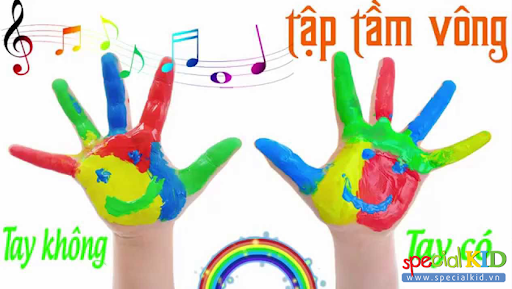 tập tầm vông
Tay không
Tay có
specialKID
www.specialkid.vn